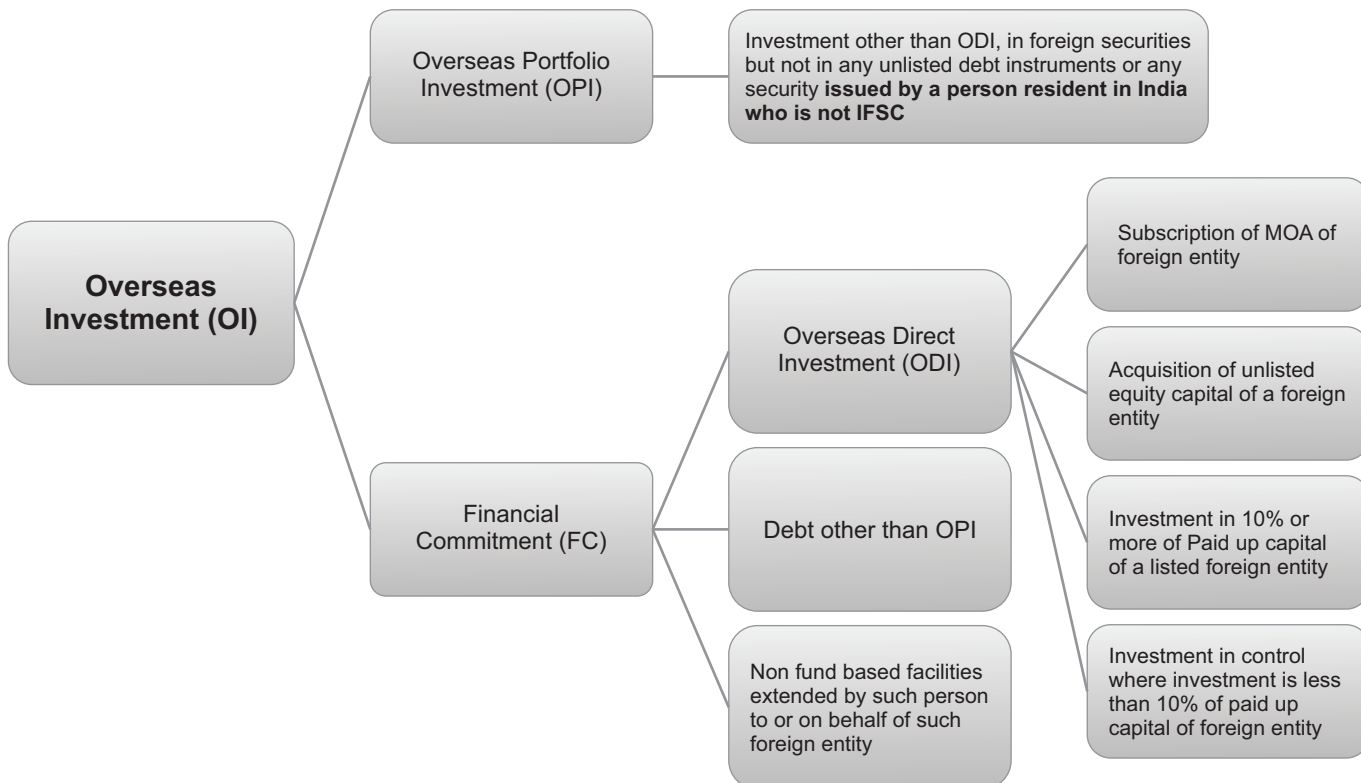 Overseas
Investment (OI)
Overseas Portfolio
Investment (OPI)
Investment other than ODI, in foreign securities
but not in any unlisted debt instruments or any
security issued by a person resident in India
who is not IFSC
Financial
Commitment (FC)
Overseas Direct
Investment (ODI)
Subscription of MOA of
foreign entity
Acquisition of unlisted
equity capital of a foreign
entity
Investment in 10% or
more of Paid up capital
of a listed foreign entity
Investment in control
where investment is less
than 10% of paid up
capital of foreign entity
Debt other than OPI
Non fund based facilities
extended by such person
to or on behalf of such
foreign entity